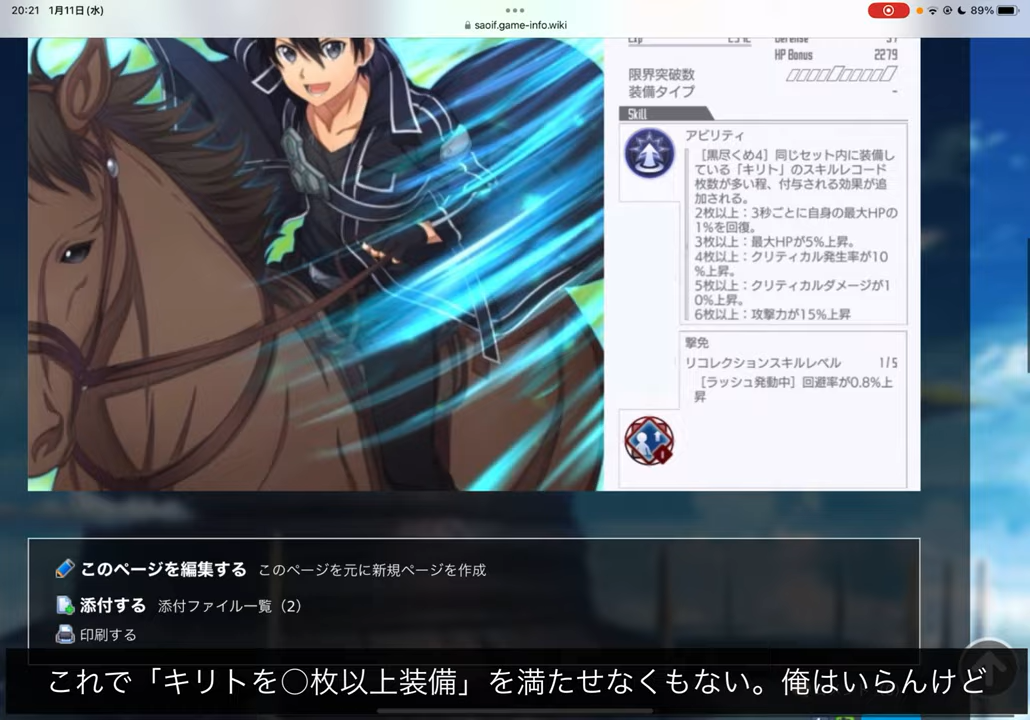 20:21 1月11日(水)
saoif.game-info.wiki
89%
HP Bonus 2279
限界突破数
装備タイプ -
Skill
アビリティ
［黒尽くめ4］同じセット内に装備し
ている「キリト」のスキルレコード
枚数が多い程、付与される効果が追
加される。
2枚以上：3秒ごとに自身の最大HPの
1%を回復。
3枚以上：最大HPが5%上昇。
4枚以上：クリティカル発生率が10
%上昇。
5枚以上：クリティカルダメージが1
0%上昇。
6枚以上：攻撃力が15%上昇
撃免
リコレクションスキルレベル 1/5
［ラッシュ発動中］回避率が0.8%上
昇
このページを編集する このページを元に新規ページを作成
添付する 添付ファイル一覧（2）
印刷する
これで「キリトを○枚以上装備」を満たせなくもない。俺はいらんけど